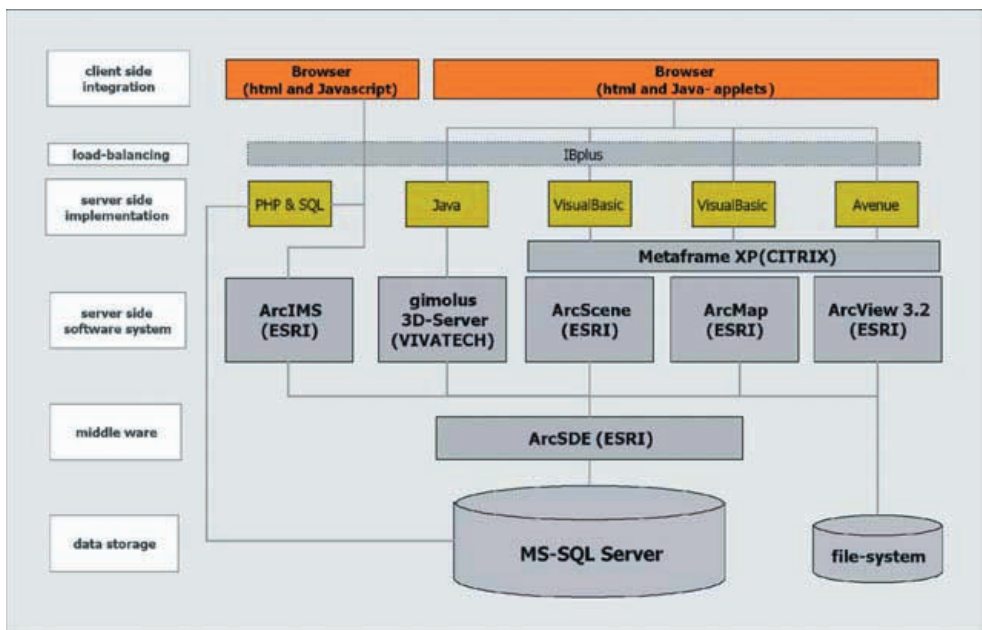 client side
integration
Browser
(html and Javascript)
Browser
(html and Java- applets)
load-balancing
IBplus
server side
implementation
PHP & SQL
Java
VisualBasic
VisualBasic
Avenue
Metaframe XP(CITRIX)
server side
software system
ArcIMS
(ESRI)
gimolus
3D-Server
(VIVATECH)
ArcScene
(ESRI)
ArcMap
(ESRI)
ArcView 3.2
(ESRI)
middle ware
ArcSDE (ESRI)
data storage
MS-SQL Server
file-system